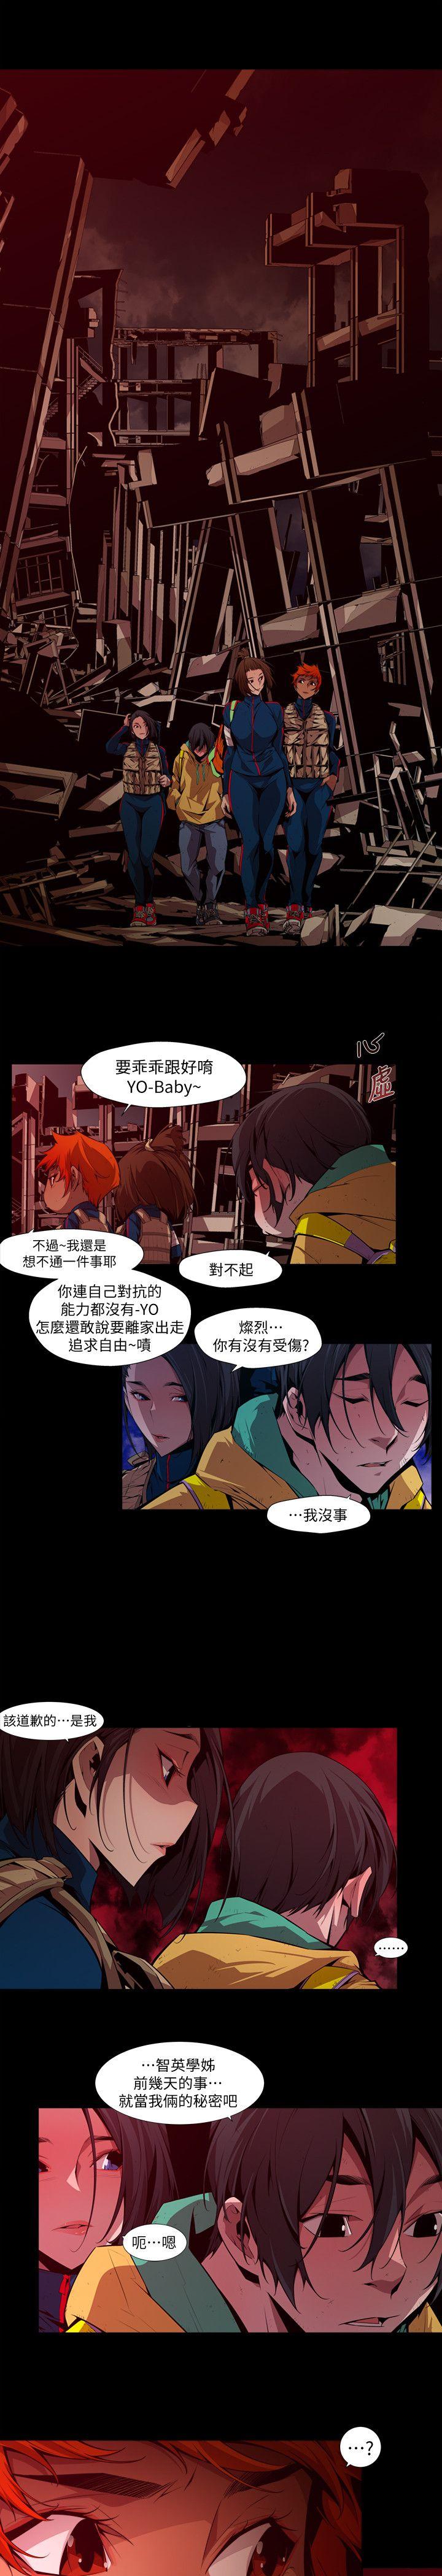 要乖乖跟好唷
YO-Baby~
心
虛
不過~我還是
想不通一件事耶
對不起
你連自己對抗的
能力都沒有-YO
怎麼還敢說要離家出走
追求自由~嘖
燦烈…
你有沒有受傷?
…我沒事
該道歉的…是我
……
…智英學姊
前幾天的事…
就當我倆的秘密吧
呃…嗯
…?